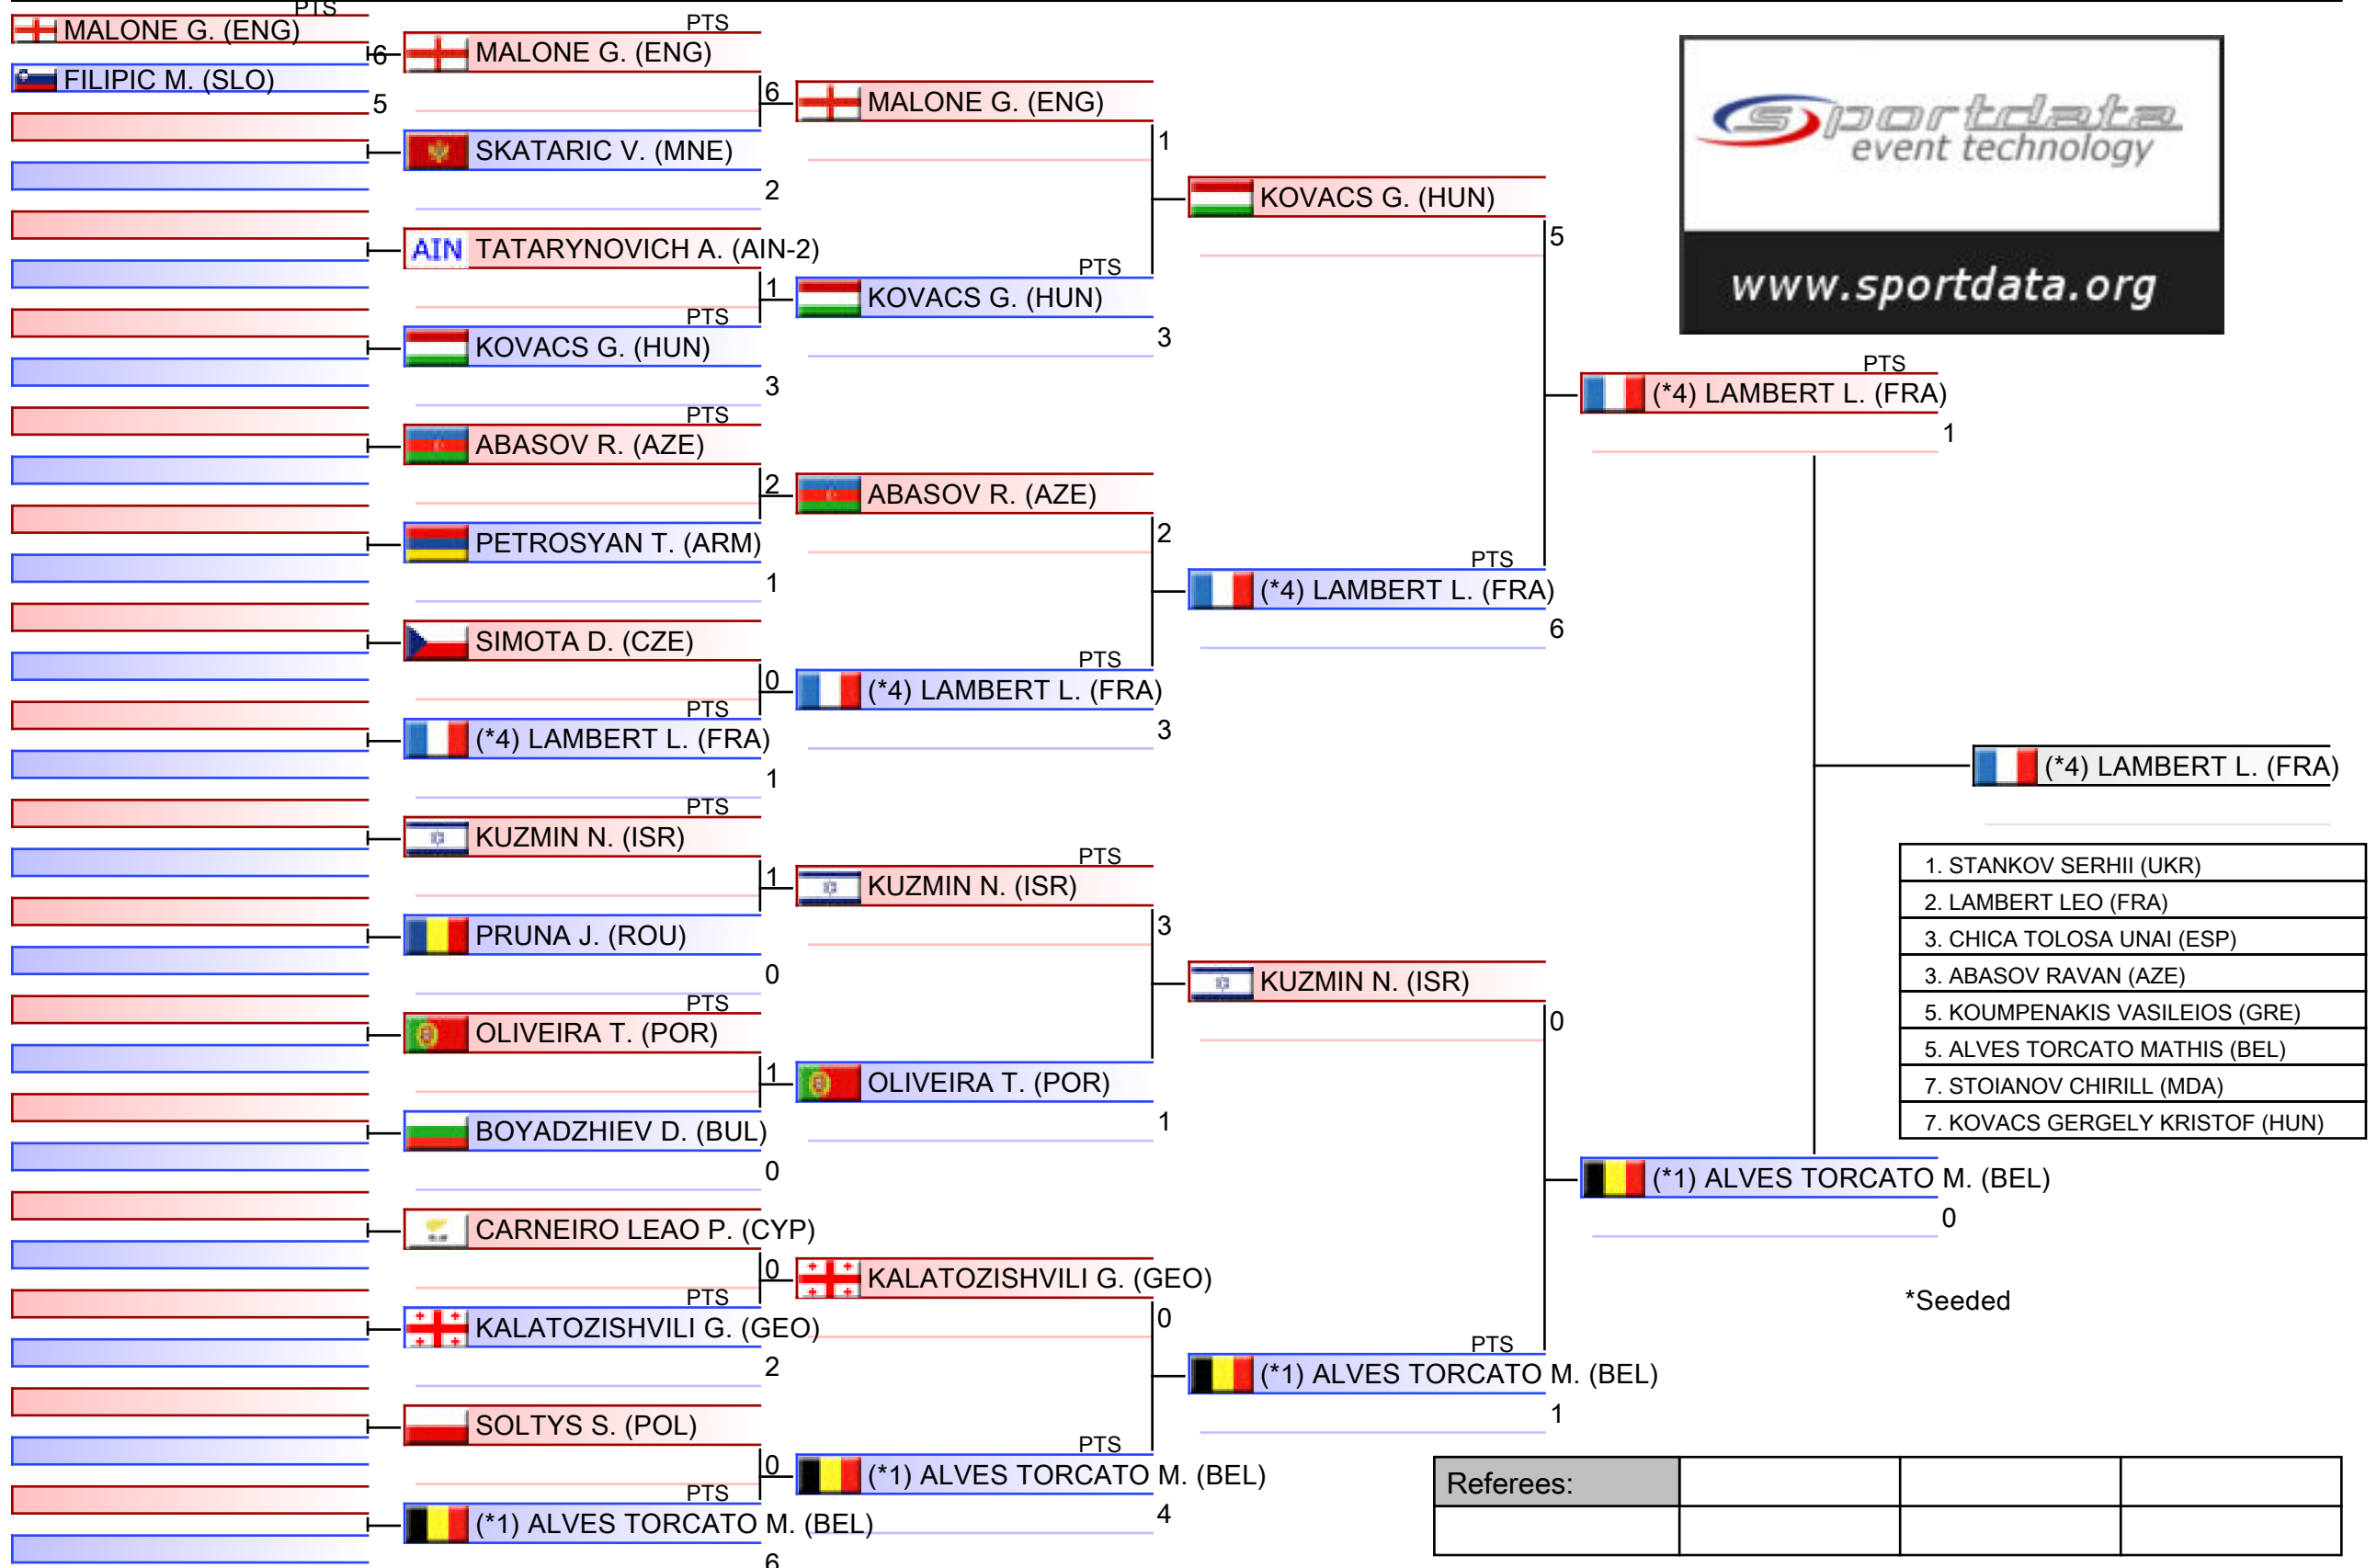 PTS
MALONE G. (ENG)
6
FILIPIC M. (SLO)
5
PTS
MALONE G. (ENG)
6
SKATARIC V. (MNE)
2
AIN TATARYNOVICH A. (AIN-2)
1
PTS
KOVACS G. (HUN)
3
PTS
ABASOV R. (AZE)
2
PETROSYAN T. (ARM)
1
SIMOTA D. (CZE)
0
PTS
(*4) LAMBERT L. (FRA)
1
PTS
KUZMIN N. (ISR)
1
PRUNA J. (ROU)
0
PTS
OLIVEIRA T. (POR)
1
BOYADZHIEV D. (BUL)
0
CARNEIRO LEAO P. (CYP)
0
PTS
KALATOZISHVILI G. (GEO)
2
SOLTYS S. (POL)
0
PTS
(*1) ALVES TORCATO M. (BEL)
6
MALONE G. (ENG)
1
PTS
KOVACS G. (HUN)
3
ABASOV R. (AZE)
2
PTS
(*4) LAMBERT L. (FRA)
3
PTS
KUZMIN N. (ISR)
3
OLIVEIRA T. (POR)
1
KALATOZISHVILI G. (GEO)
0
PTS
(*1) ALVES TORCATO M. (BEL)
4
KOVACS G. (HUN)
5
PTS
(*4) LAMBERT L. (FRA)
6
KUZMIN N. (ISR)
0
PTS
(*1) ALVES TORCATO M. (BEL)
1
PTS
(*4) LAMBERT L. (FRA)
1
(*1) ALVES TORCATO M. (BEL)
0
(*4) LAMBERT L. (FRA)
sportdata
event technology
www.sportdata.org
1. STANKOV SERHII (UKR)
2. LAMBERT LEO (FRA)
3. CHICA TOLOSA UNAI (ESP)
3. ABASOV RAVAN (AZE)
5. KOUMPENAKIS VASILEIOS (GRE)
5. ALVES TORCATO MATHIS (BEL)
7. STOIANOV CHIRILL (MDA)
7. KOVACS GERGELY KRISTOF (HUN)
*Seeded
Referees: